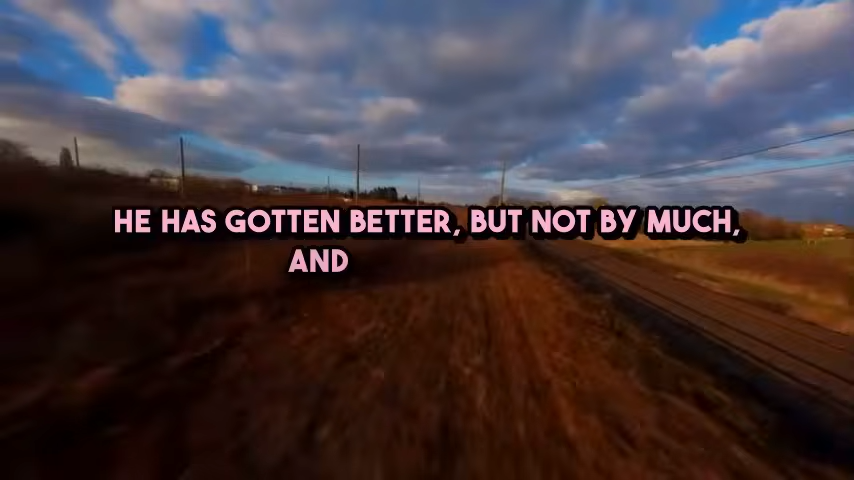 HE HAS GOTTEN BETTER, BUT NOT BY MUCH,
AND